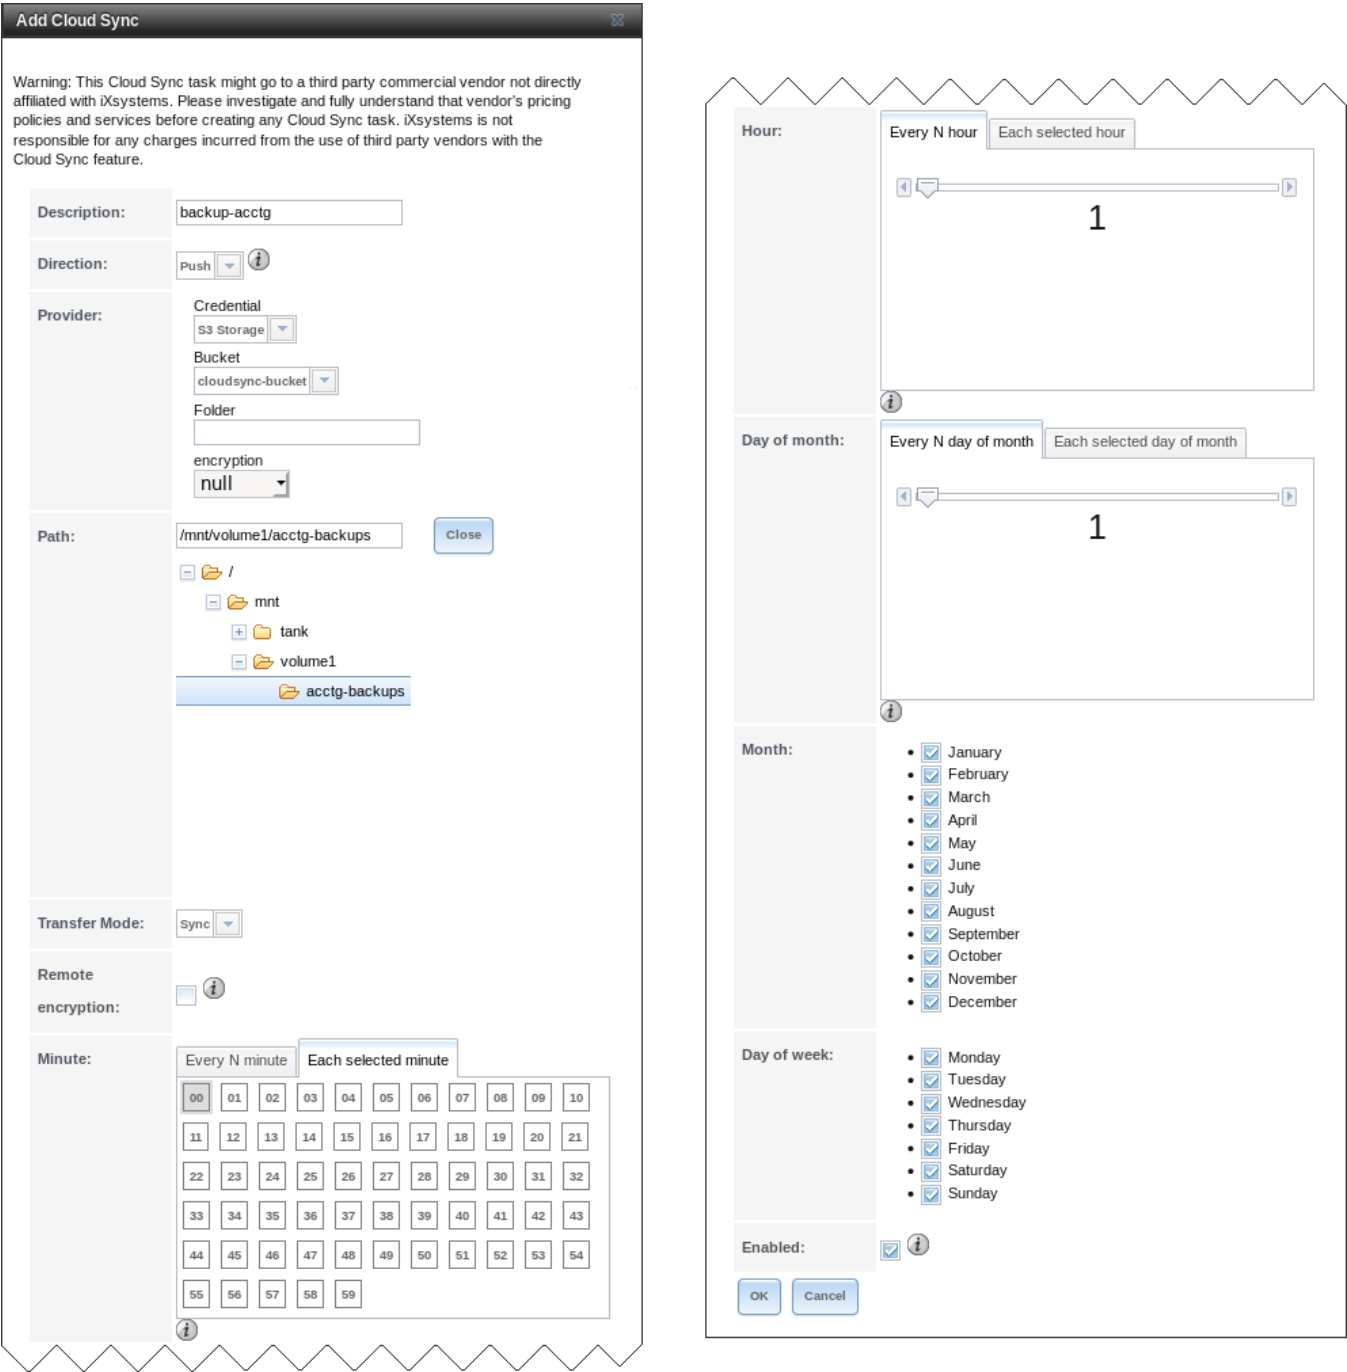 Add Cloud Sync
Warning: This Cloud Sync task might go to a third party commercial vendor not directly
affiliated with iXsystems. Please investigate and fully understand that vendor's pricing
policies and services before creating any Cloud Sync task. iXsystems is not
responsible for any charges incurred from the use of third party vendors with the
Cloud Sync feature.
Description: backup-acctg
Direction: Push
Provider:
Credential
S3 Storage
Bucket
cloudsync-bucket
Folder
encryption
null
Path: /mnt/volume1/acctg-backups Close
/
mnt
tank
volume1
acctg-backups
Transfer Mode: Sync
Remote
encryption:
Minute: Every N minute Each selected minute
00 01 02 03 04 05 06 07 08 09 10
11 12 13 14 15 16 17 18 19 20 21
22 23 24 25 26 27 28 29 30 31 32
33 34 35 36 37 38 39 40 41 42 43
44 45 46 47 48 49 50 51 52 53 54
55 56 57 58 59
Hour: Every N hour Each selected hour
1
Day of month: Every N day of month Each selected day of month
1
Month:
January
February
March
April
May
June
July
August
September
October
November
December
Day of week:
Monday
Tuesday
Wednesday
Thursday
Friday
Saturday
Sunday
Enabled:
OK Cancel